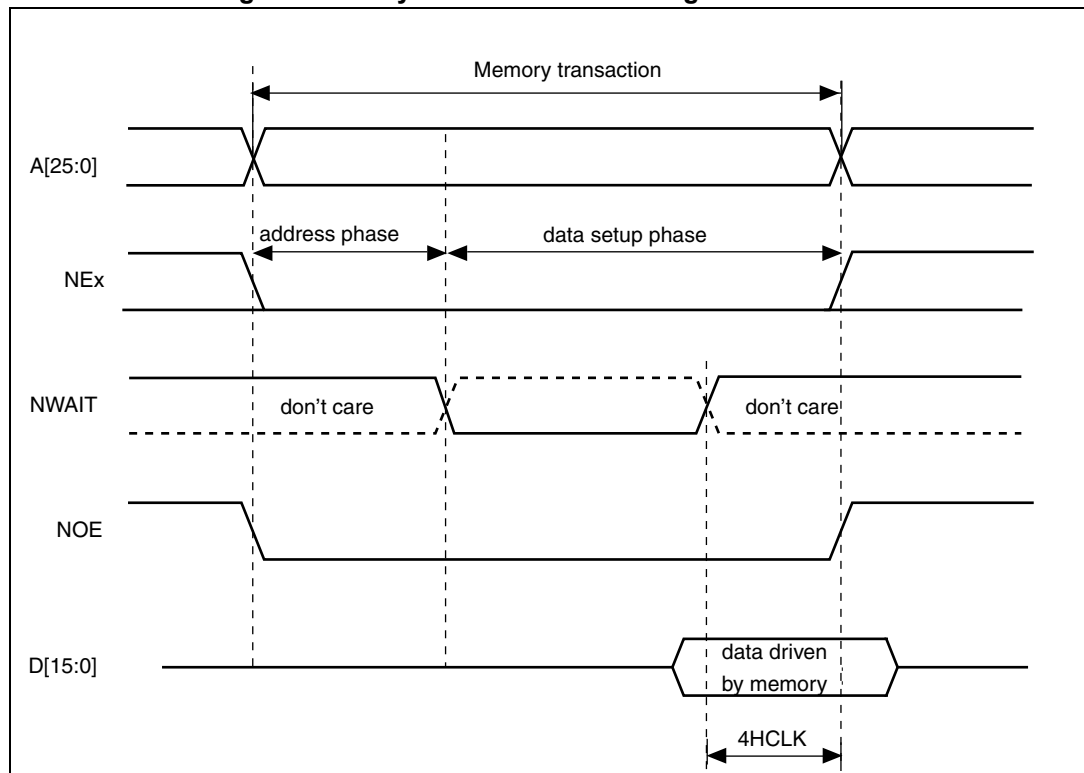 Memory transaction
A[25:0]
address phase
data setup phase
NEx
NWAIT
don't care
don't care
NOE
D[15:0]
data driven
by memory
4HCLK